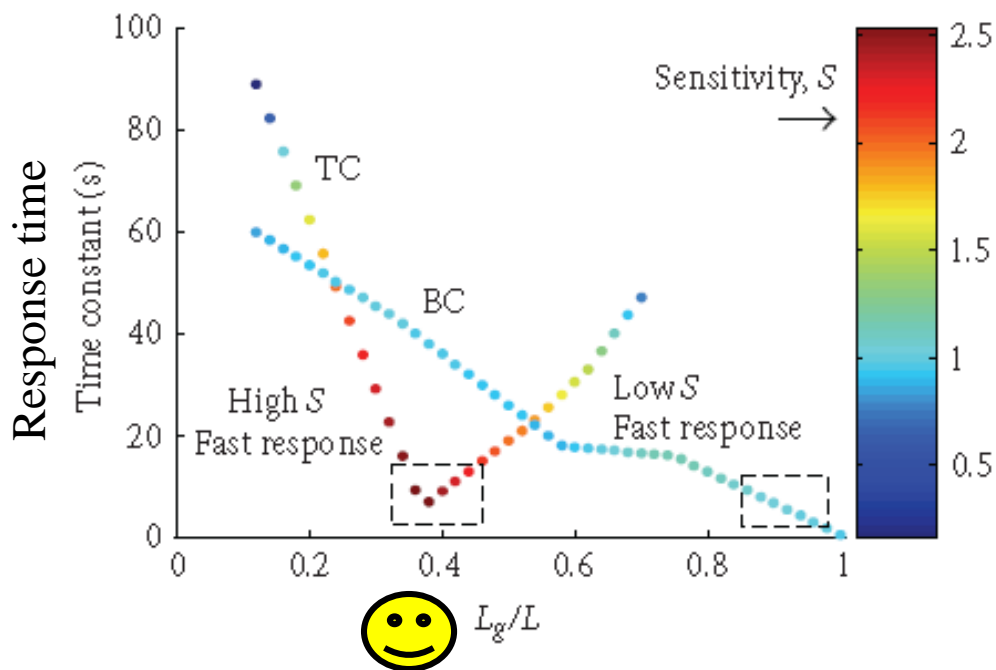 Response time
Time constant (s)
100
80
60
40
20
0
0
0.2
0.4
0.6
0.8
1
L_g/L
TC
BC
High S
Fast response
Low S
Fast response
Sensitivity, S
2.5
2
1.5
1
0.5